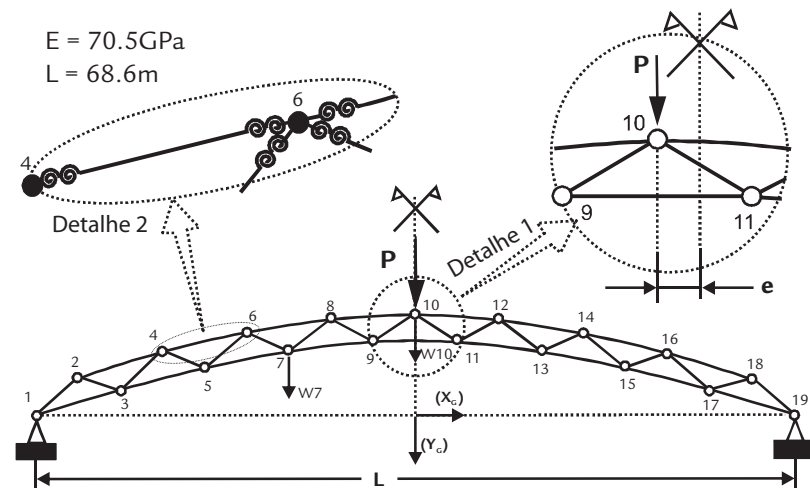 E = 70.5GPa
L = 68.6m
6
4
Detalhe 2
P
10
9
11
e
Detalhe 1
P
1
2
3
4
5
6
7
8
9
10
11
12
13
14
15
16
17
18
19
W7
W10
(X_G)
(Y_G)
L